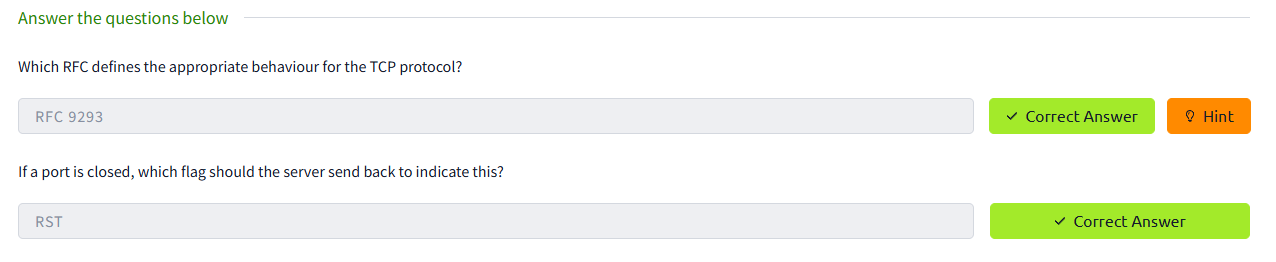 Answer the questions below
Which RFC defines the appropriate behaviour for the TCP protocol?
RFC 9293
Correct Answer
Hint
If a port is closed, which flag should the server send back to indicate this?
RST
Correct Answer